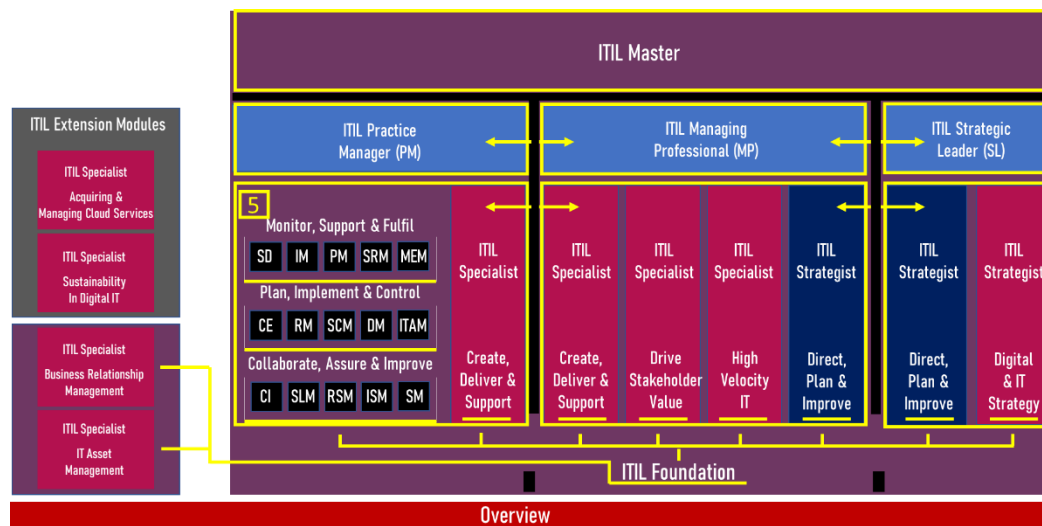 ITIL Master
ITIL Extension Modules
ITIL Specialist
Acquiring &
Managing Cloud Services
ITIL Specialist
Sustainability
In Digital IT
ITIL Specialist
Business Relationship
Management
ITIL Specialist
IT Asset
Management
ITIL Practice
Manager (PM)
ITIL Managing
Professional (MP)
ITIL Strategic
Leader (SL)
5
Monitor, Support & Fulfil
SD IM PM SRM MEM
Plan, Implement & Control
CE RM SCM DM ITAM
Collaborate, Assure & Improve
CI SLM RSM ISM SM
ITIL
Specialist
Create,
Deliver &
Support
ITIL
Specialist
Create,
Deliver &
Support
ITIL
Specialist
Drive
Stakeholder
Value
ITIL
Specialist
High
Velocity
IT
ITIL
Strategist
Direct,
Plan &
Improve
ITIL
Strategist
Direct,
Plan &
Improve
ITIL
Strategist
Digital
& IT
Strategy
ITIL Foundation
Overview